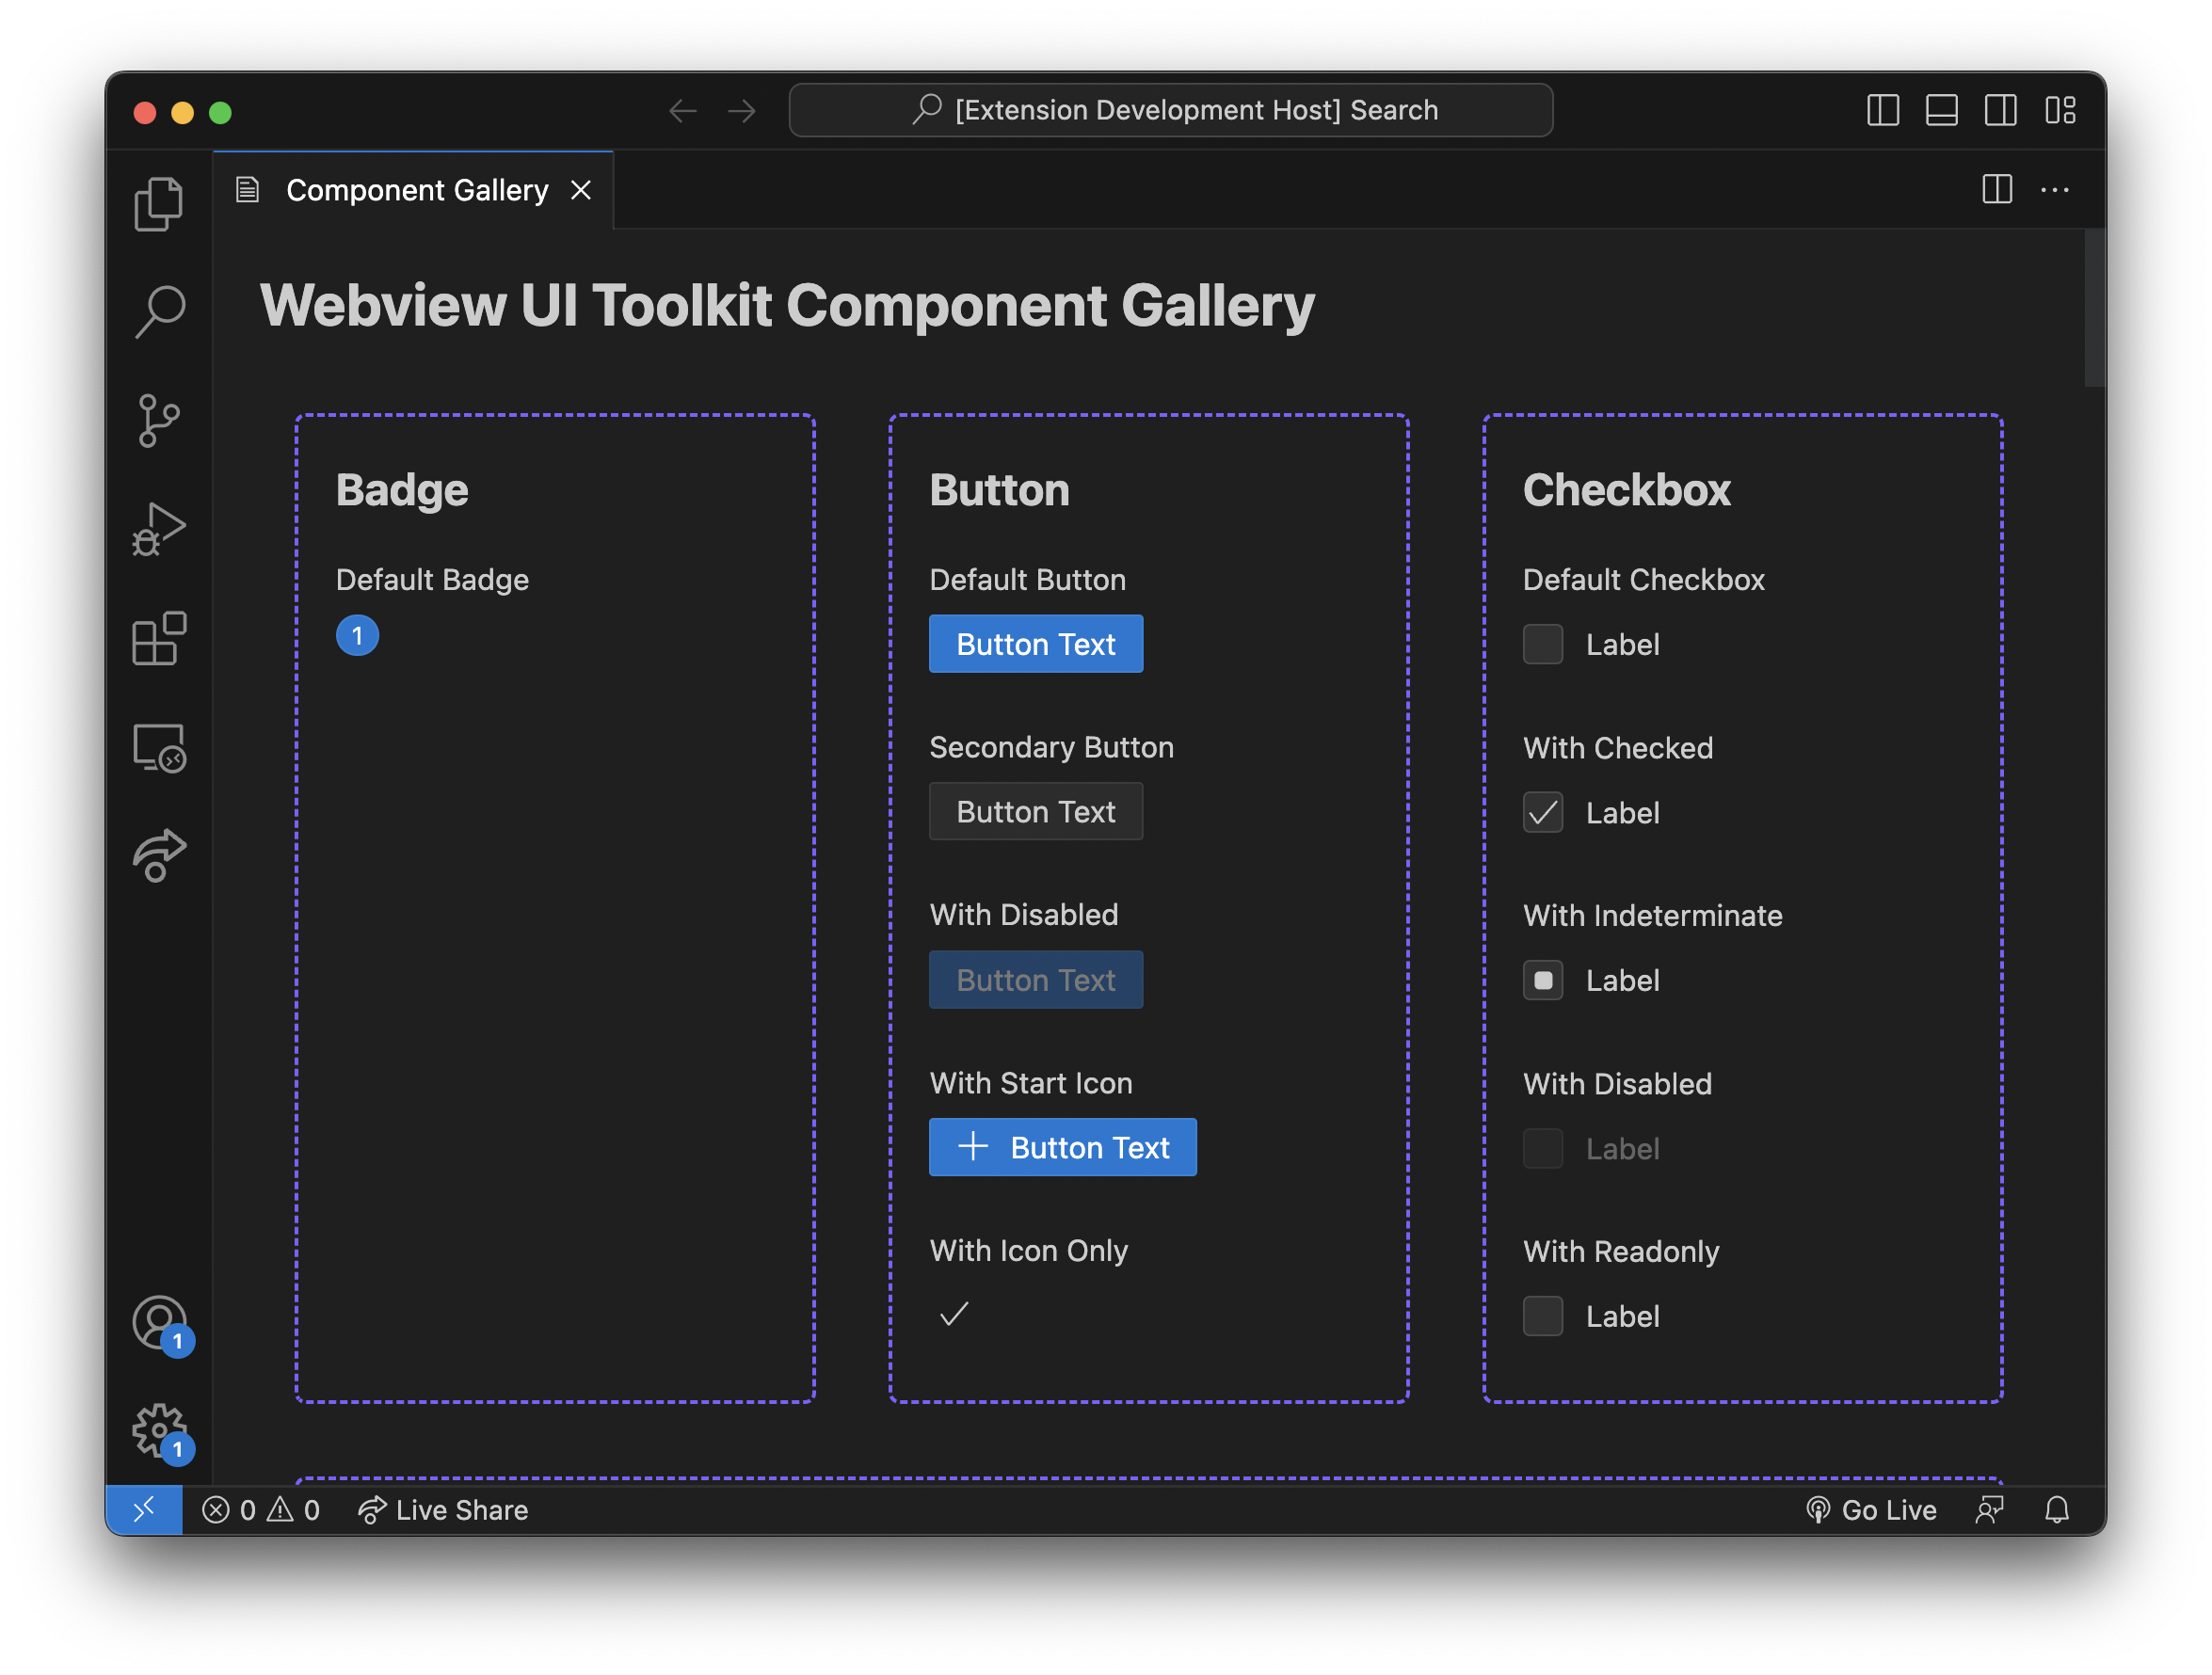 [Extension Development Host] Search
Component Gallery
Webview UI Toolkit Component Gallery
Badge
Default Badge
1
Button
Default Button
Button Text
Secondary Button
Button Text
With Disabled
Button Text
With Start Icon
Button Text
With Icon Only
Checkbox
Default Checkbox
Label
With Checked
Label
With Indeterminate
Label
With Disabled
Label
With Readonly
Label
1
1
0 0 Live Share
Go Live